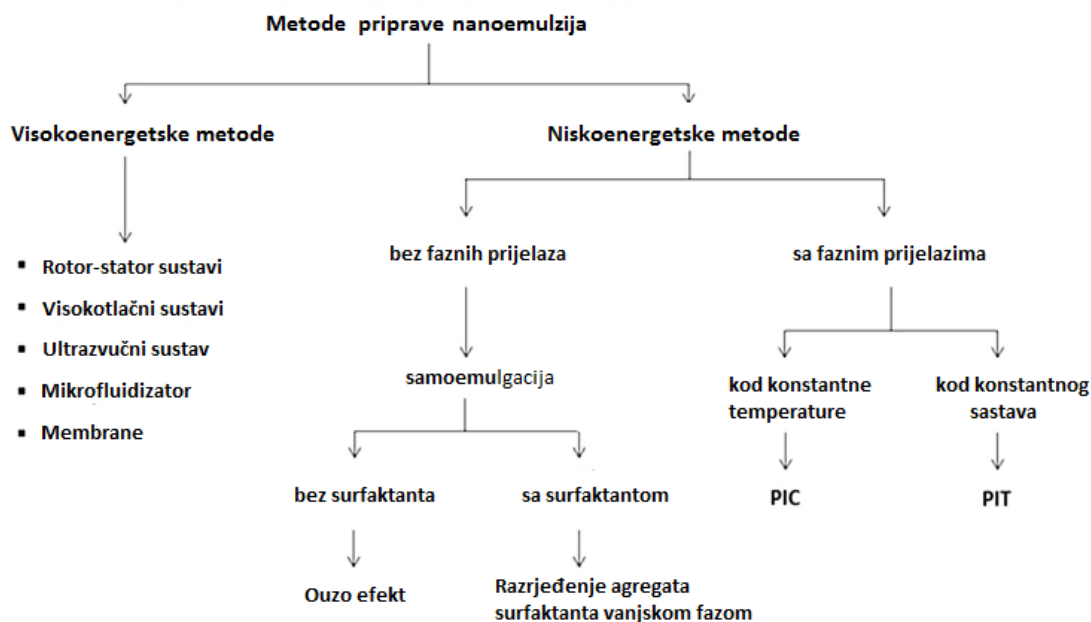 Metode priprave nanoemulzija
Visokoenergetske metode
Niskoenergetske metode
▪ Rotor-stator sustavi
▪ Visokotlačni sustavi
▪ Ultrazvučni sustav
▪ Mikrofluidizator
▪ Membrane
bez faznih prijelaza
sa faznim prijelazima
samoemulgacija
kod konstantne
temperature
kod konstantnog
sastava
bez surfaktanta
sa surfaktantom
PIC
PIT
Ouzo efekt
Razrjeđenje agregata
surfaktanta vanjskom fazom